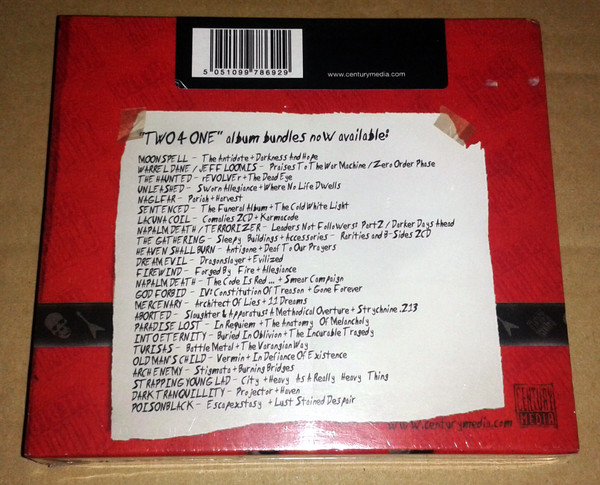 5 051099 786929
www.centurymedia.com
"TWO 4 ONE" album bundles now available:
MOONSPELL - The Antidote + Darkness And Hope
WARREL DANE / JEFF LOOMIS - Praises To The War Machine / Zero Order Phase
THE HAUNTED - rEVOLVEr + The Dead Eye
UNLEASHED - Sworn Allegiance + Where No Life Dwells
NAGLFAR - Pariah + Harvest
SENTENCED - The Funeral Album + The Cold White Light
LACUNA COIL - Comalies 2CD + Karmacode
NAPALM DEATH / TERRORIZER - Leaders Not Followers: Part 2 / Darker Days Ahead
THE GATHERING - Sleepy Buildings + Accessories - Rarities and B-Sides 2CD
HEAVEN SHALL BURN - Antigone + Deaf To Our Prayers
DREAM EVIL - Dragonslayer + Evilized
FIREWIND - Forged By Fire + Allegiance
NAPALM DEATH - The Code Is Red... + Smear Campaign
GOD FORBID - IV: Constitution Of Treason + Gone Forever
MERCENARY - Architect Of Lies + 11 Dreams
ABORTED - Slaughter & Apparatus: A Methodical Overture + Strychnine .213
PARADISE LOST - In Requiem + The Anatomy Of Melancholy
INTO ETERNITY - Buried In Oblivion + The Incurable Tragedy
TURISAS - Battle Metal + The Varangian Way
OLD MAN'S CHILD - Vermin + In Defiance Of Existence
ARCH ENEMY - Stigmata + Burning Bridges
STRAPPING YOUNG LAD - City + Heavy As A Really Heavy Thing
DARK TRANQUILLITY - Projector + Haven
POISONBLACK - Escapexstasy + Lust Stained Despair
www.centurymedia.com
CENTURY
MEDIA